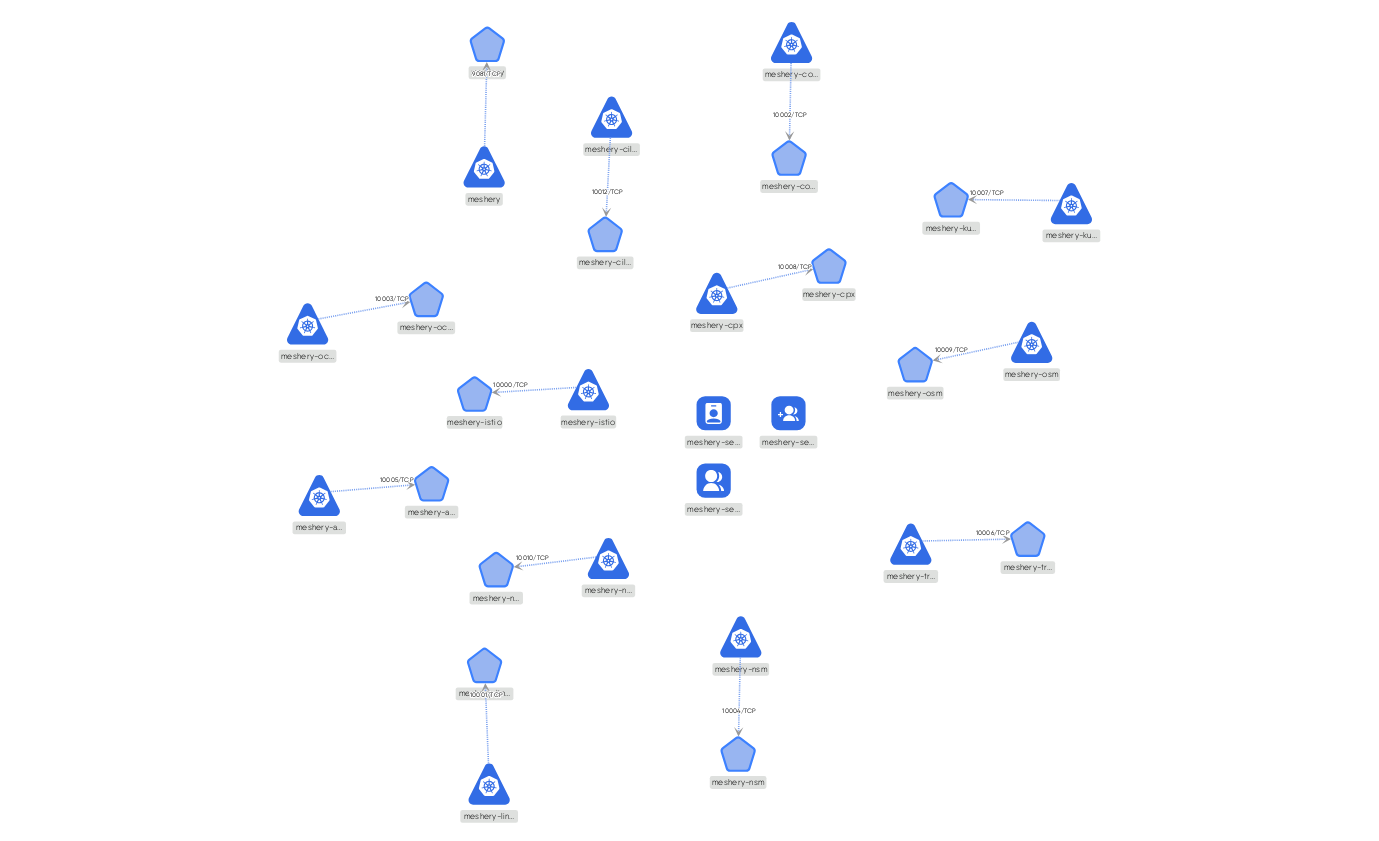 9081/TCP
meshery
meshery-co...
10002/TCP
meshery-co...
meshery-cil...
10012/TCP
meshery-cil...
10007/TCP
meshery-ku...
meshery-ku...
10008/TCP
meshery-cpx
meshery-cpx
10003/TCP
meshery-oc...
meshery-oc...
10009/TCP
meshery-osm
meshery-osm
10000/TCP
meshery-istio
meshery-istio
meshery-se...
meshery-se...
meshery-se...
10005/TCP
meshery-a...
meshery-a...
10006/TCP
meshery-tr...
meshery-tr...
10010/TCP
meshery-n...
meshery-n...
meshery-nsm
10004/TCP
meshery-nsm
10001/TCP
meshery-lin...